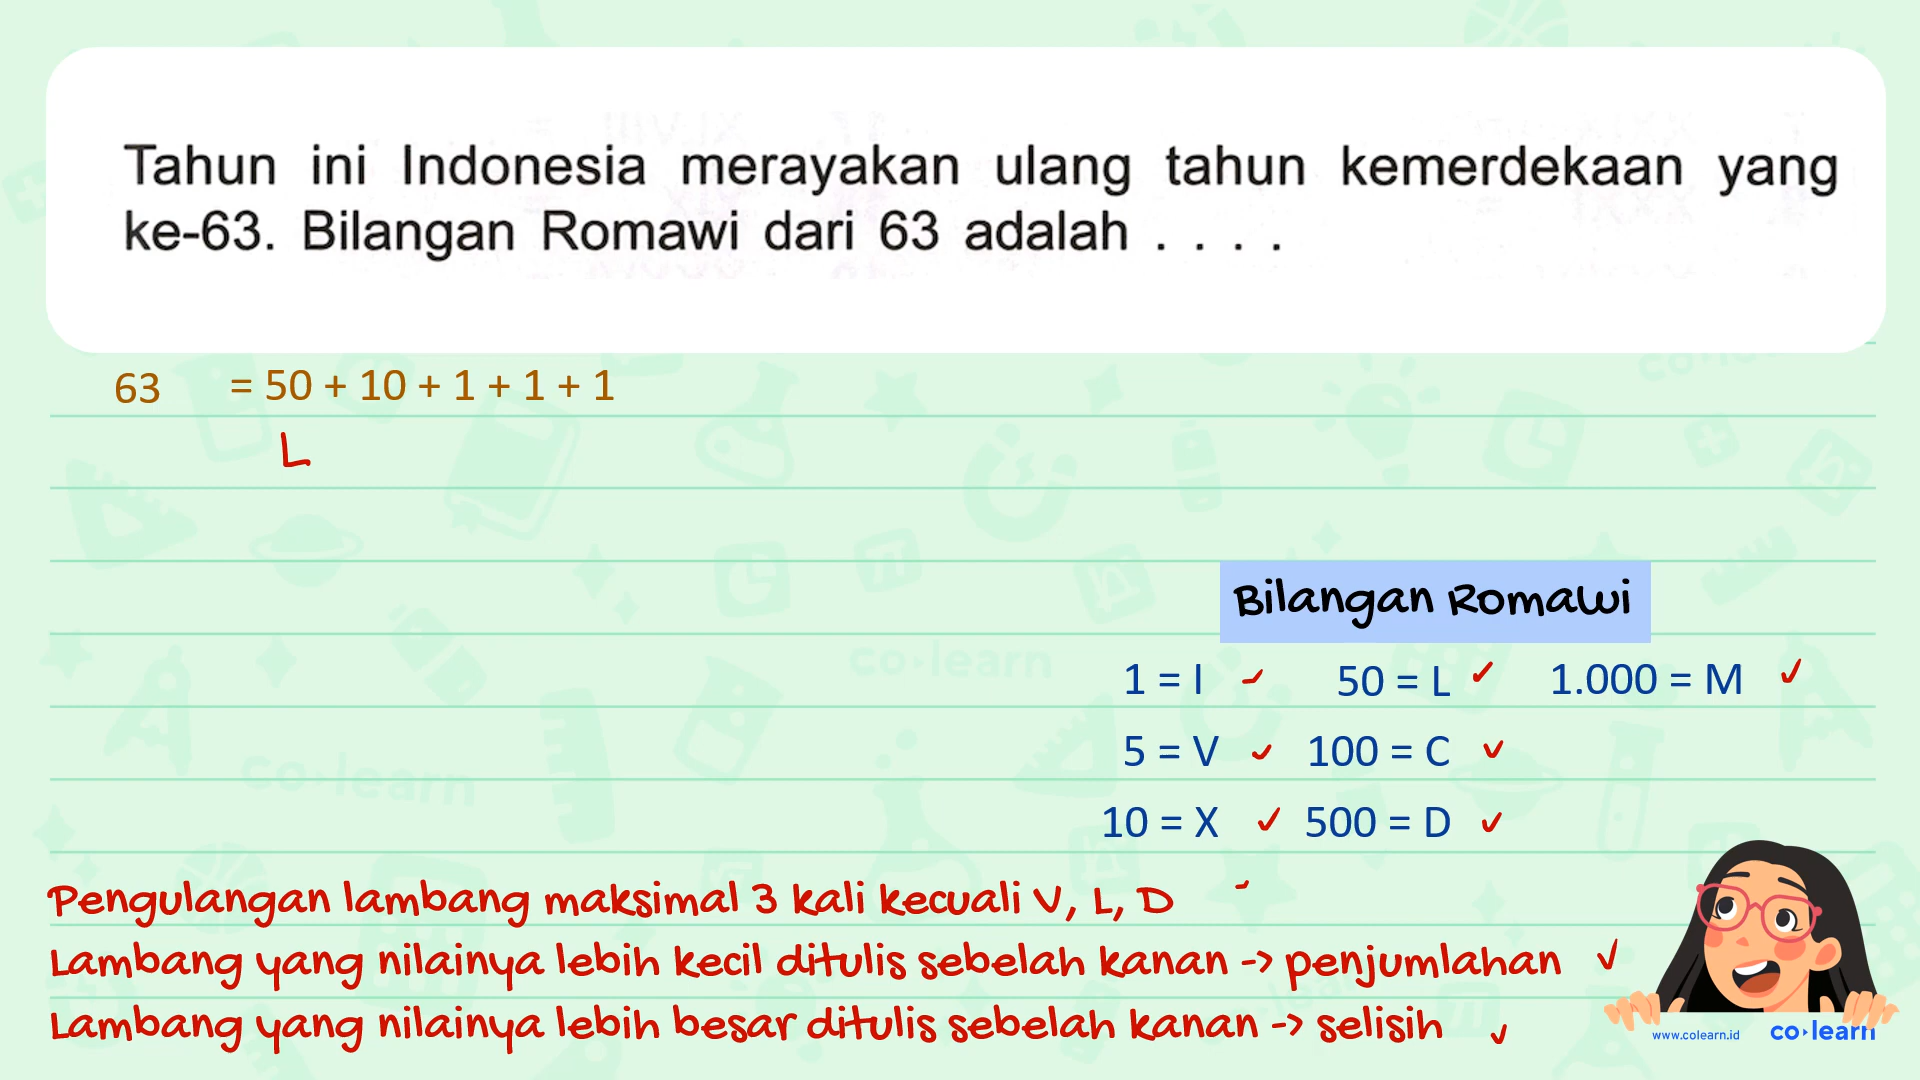 Tahun ini Indonesia merayakan ulang tahun kemerdekaan yang
ke-63. Bilangan Romawi dari 63 adalah . . . .
63 = 50 + 10 + 1 + 1 + 1
L
Bilangan Romawi
1 = I 50 = L 1.000 = M
5 = V 100 = C
10 = X 500 = D
Pengulangan lambang maksimal 3 kali kecuali V, L, D
Lambang yang nilainya lebih kecil ditulis sebelah kanan -> penjumlahan
Lambang yang nilainya lebih besar ditulis sebelah kanan -> selisih
www.colearn.id co•learn